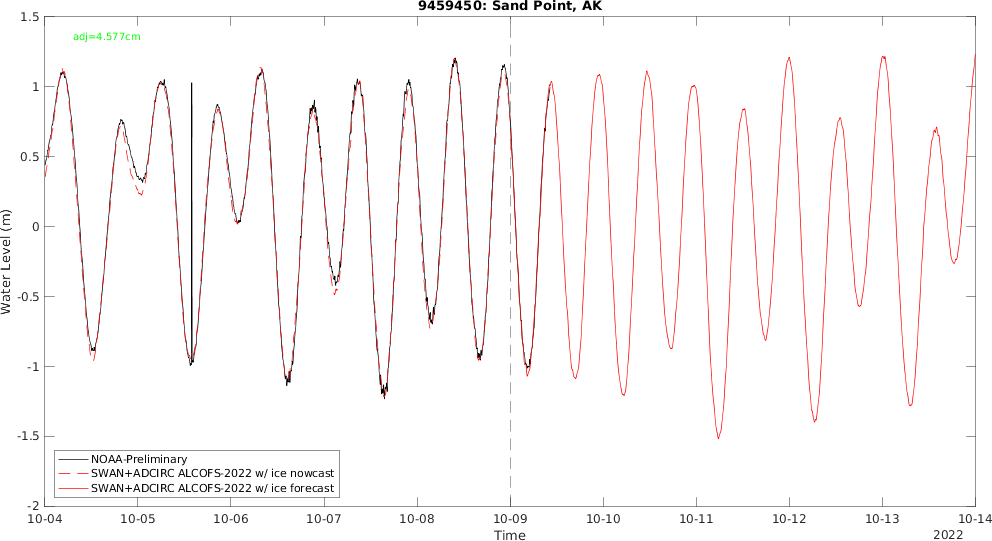 9459450: Sand Point, AK
adj=4.577cm
1.5
1
0.5
0
-0.5
-1
-1.5
-2
Water Level (m)
NOAA-Preliminary
SWAN+ADCIRC ALCOFS-2022 w/ ice nowcast
SWAN+ADCIRC ALCOFS-2022 w/ ice forecast
10-04 10-05 10-06 10-07 10-08 10-09 10-10 10-11 10-12 10-13 10-14
Time
2022